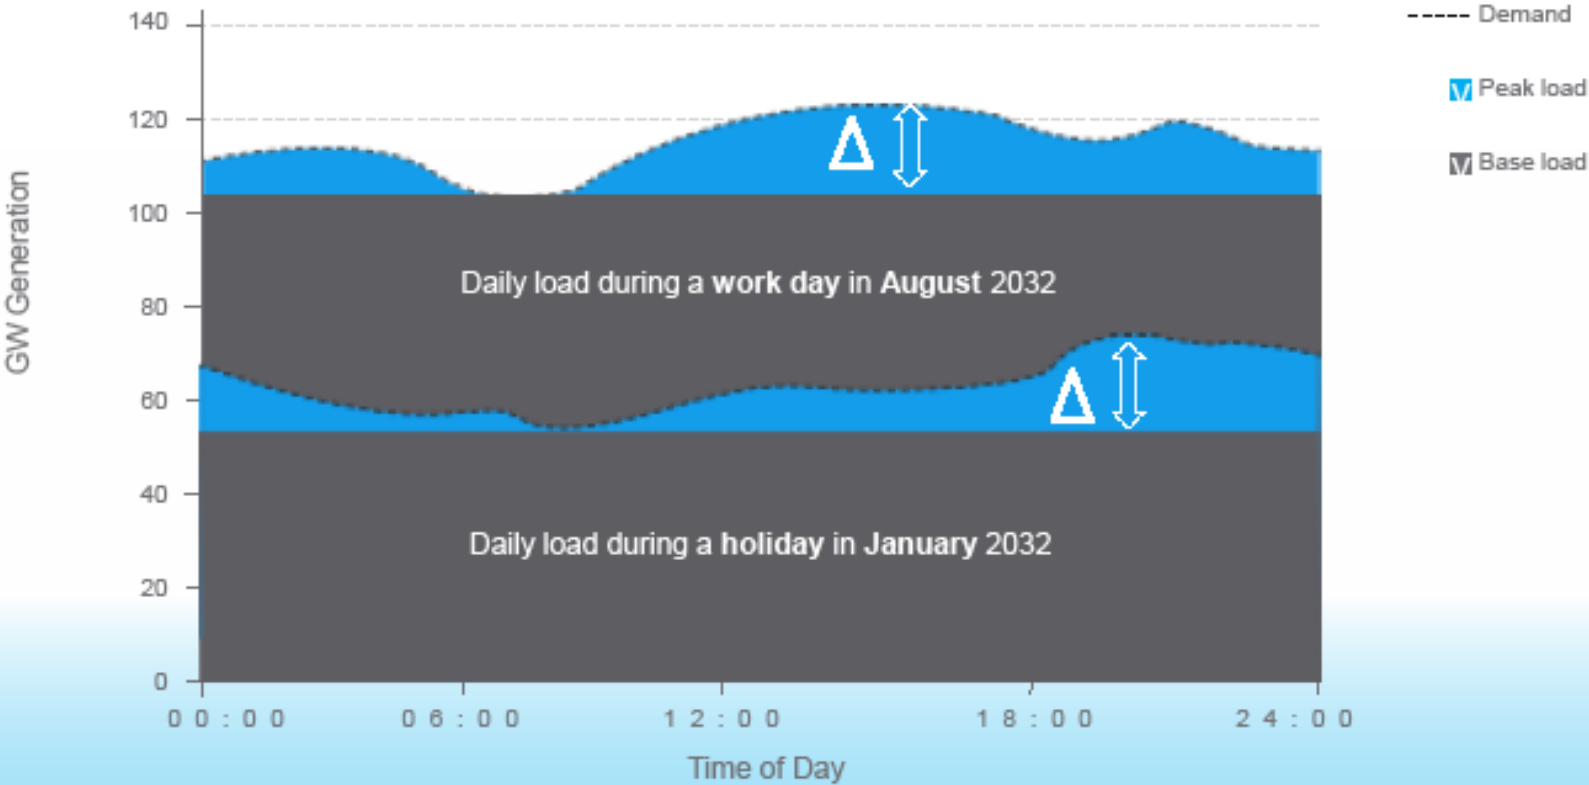 140
120
100
80
60
40
20
0
GW Generation
Δ
Daily load during a work day in August 2032
Δ
Daily load during a holiday in January 2032
00:00
06:00
12:00
18:00
24:00
Time of Day
Demand
V Peak load
V Base load